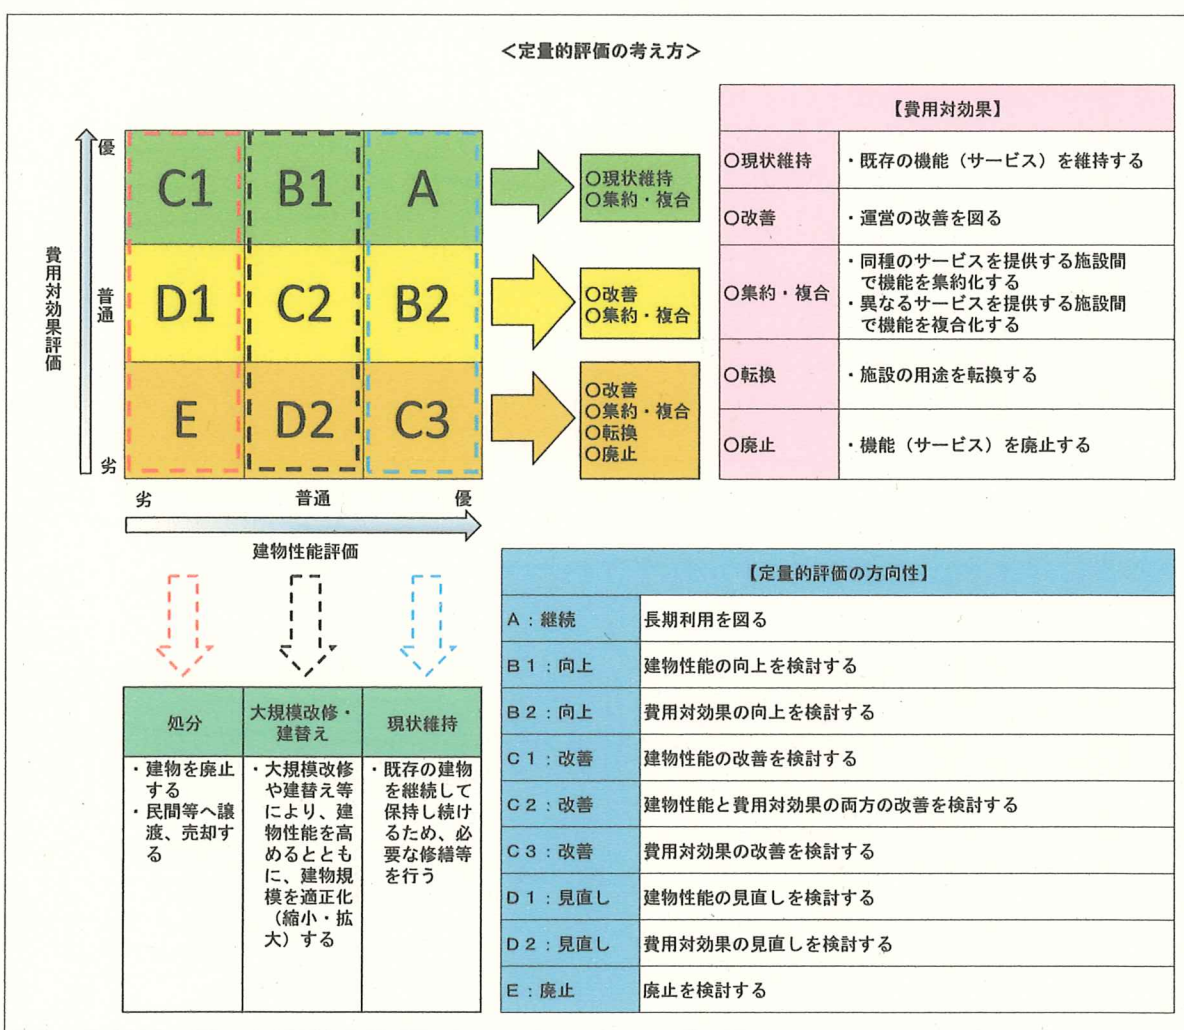 ＜定量的評価の考え方＞
優
普通
劣
費用対効果評価
C1
B1
A
D1
C2
B2
E
D2
C3
劣
普通
優
建物性能評価
○現状維持
○集約・複合
○改善
○集約・複合
○改善
○集約・複合
○転換
○廃止
【費用対効果】
○現状維持
・既存の機能（サービス）を維持する
○改善
・運営の改善を図る
○集約・複合
・同種のサービスを提供する施設間
で機能を集約化する
・異なるサービスを提供する施設間
で機能を複合化する
○転換
・施設の用途を転換する
○廃止
・機能（サービス）を廃止する
処分
・建物を廃止
する
・民間等へ譲
渡、売却す
る
大規模改修・
建替え
・大規模改修
や建替え等
により、建
物性能を高
めるととも
に、建物規
模を適正化
（縮小・拡
大）する
現状維持
・既存の建物
を継続して
保持し続け
るため、必
要な修繕等
を行う
【定量的評価の方向性】
Ａ：継続
長期利用を図る
Ｂ１：向上
建物性能の向上を検討する
Ｂ２：向上
費用対効果の向上を検討する
Ｃ１：改善
建物性能の改善を検討する
Ｃ２：改善
建物性能と費用対効果の両方の改善を検討する
Ｃ３：改善
費用対効果の改善を検討する
Ｄ１：見直し
建物性能の見直しを検討する
Ｄ２：見直し
費用対効果の見直しを検討する
Ｅ：廃止
廃止を検討する